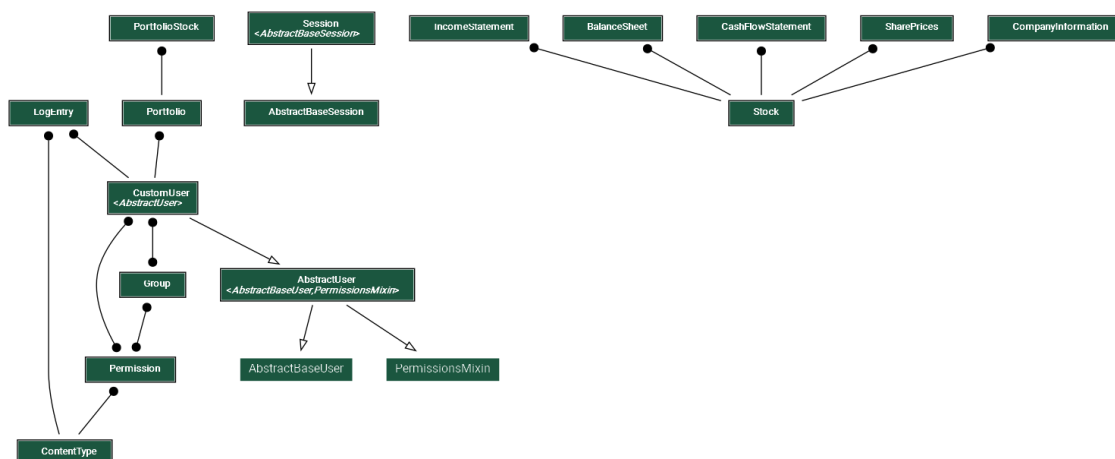 PortfolioStock
Session
<AbstractBaseSession>
IncomeStatement
BalanceSheet
CashFlowStatement
SharePrices
CompanyInformation
LogEntry
Portfolio
AbstractBaseSession
Stock
CustomUser
<AbstractUser>
Group
AbstractUser
<AbstractBaseUser,PermissionsMixin>
Permission
AbstractBaseUser
PermissionsMixin
ContentType